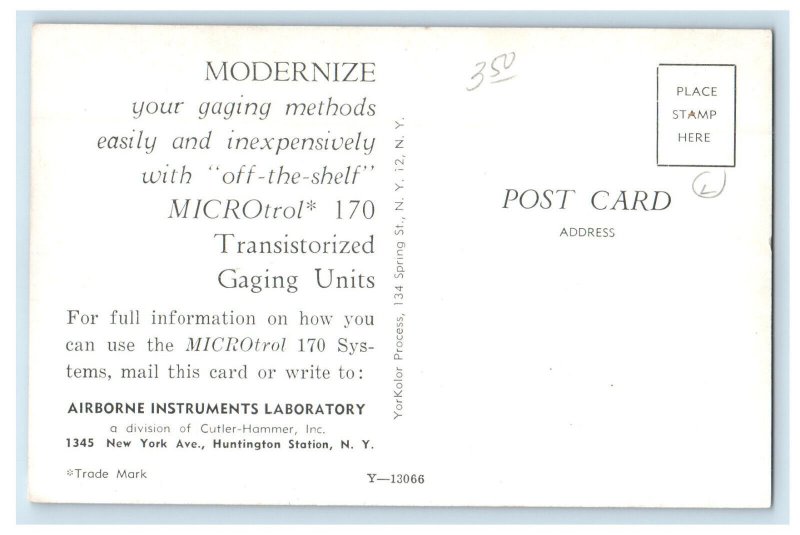 MODERNIZE
your gaging methods
easily and inexpensively
with "off-the-shelf"
MICROtrol* 170
Transistorized
Gaging Units
For full information on how you
can use the MICROtrol 170 Sys-
tems, mail this card or write to:
AIRBORNE INSTRUMENTS LABORATORY
a division of Cutler-Hammer, Inc.
1345 New York Ave., Huntington Station, N. Y.
*Trade Mark
Y—13066
YorKolor Process, 134 Spring St., N. Y. 12, N. Y.
350
PLACE
STAMP
HERE
POST CARD
ADDRESS